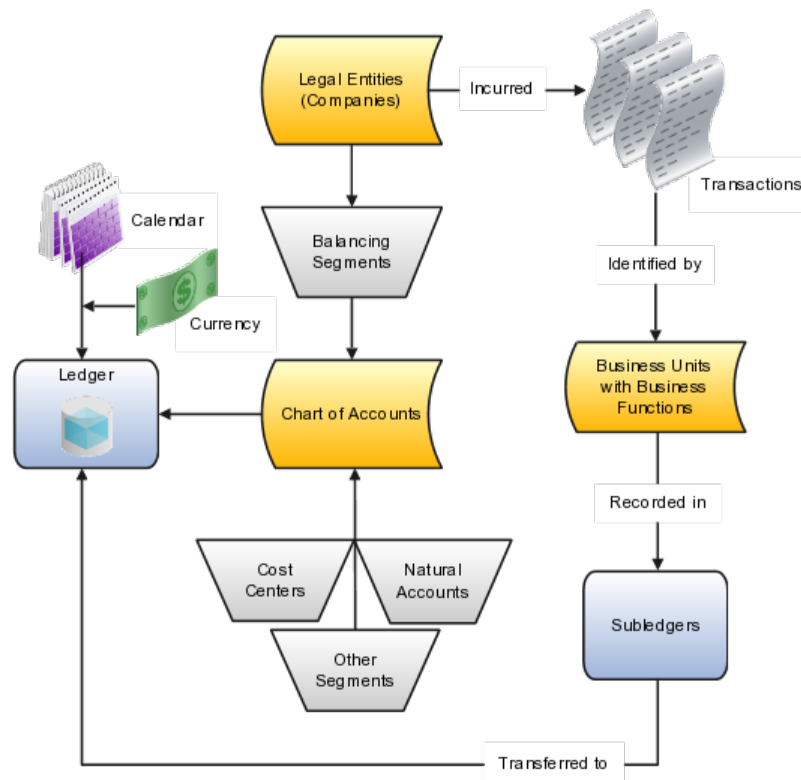 Legal Entities
(Companies)
Incurred
Transactions
Calendar
Balancing
Segments
Identified by
Currency
Ledger
Chart of Accounts
Business Units
with Business
Functions
Recorded in
Cost
Centers
Natural
Accounts
Subledgers
Other
Segments
Transferred to